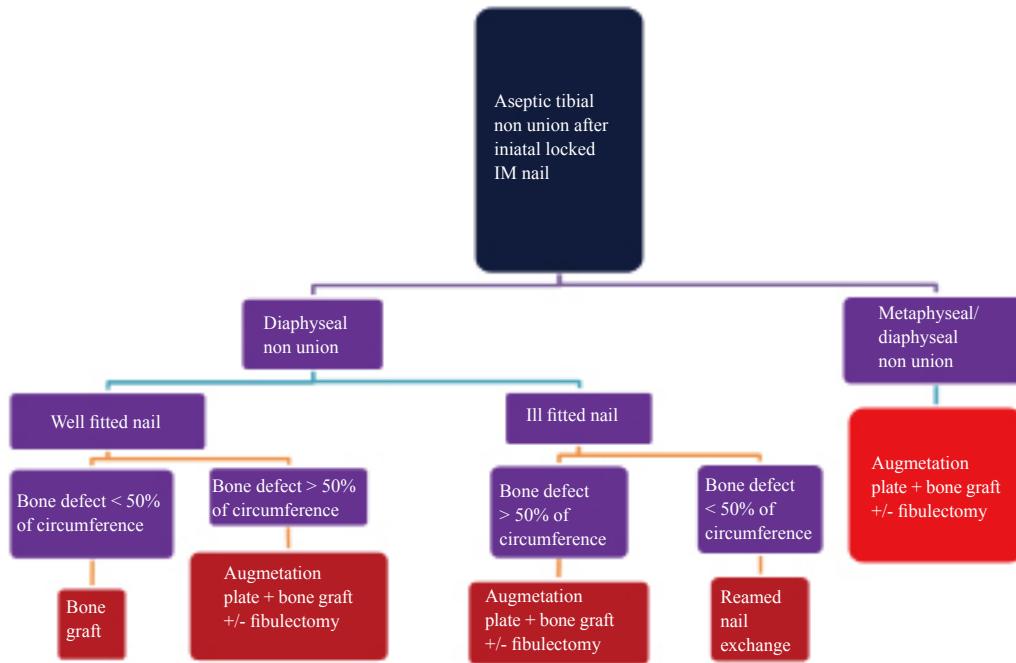 Aseptic tibial
non union after
iniatal locked
IM nail
Diaphyseal
non union
Metaphyseal/
diaphyseal
non union
Well fitted nail
Ill fitted nail
Bone defect < 50%
of circumference
Bone defect > 50%
of circumference
Bone defect
> 50% of
circumference
Bone defect
< 50% of
circumference
Augmetation
plate + bone graft
+/- fibulectomy
Bone
graft
Augmetation
plate + bone graft
+/- fibulectomy
Augmetation
plate + bone graft
+/- fibulectomy
Reamed
nail
exchange